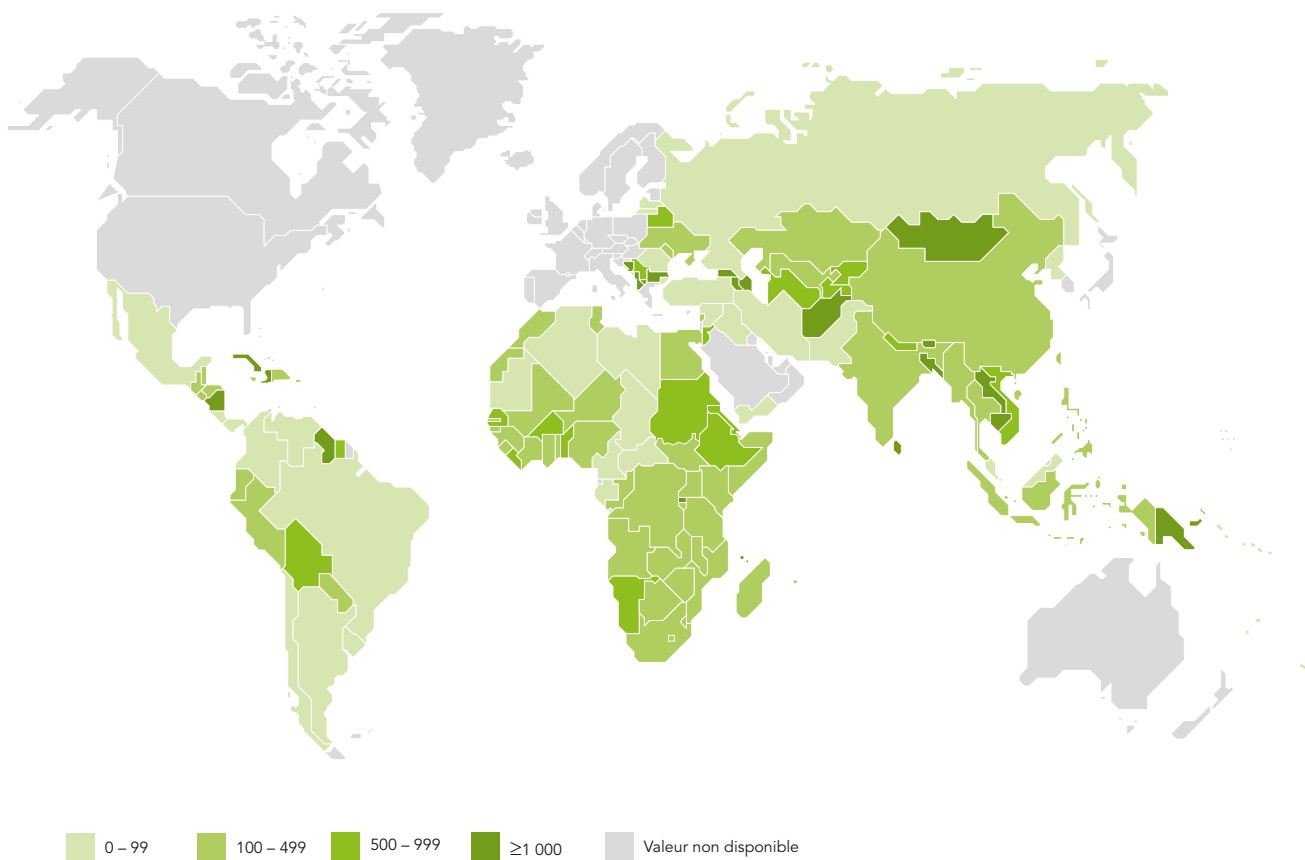 0 – 99
100 – 499
500 – 999
≥1 000
Valeur non disponible